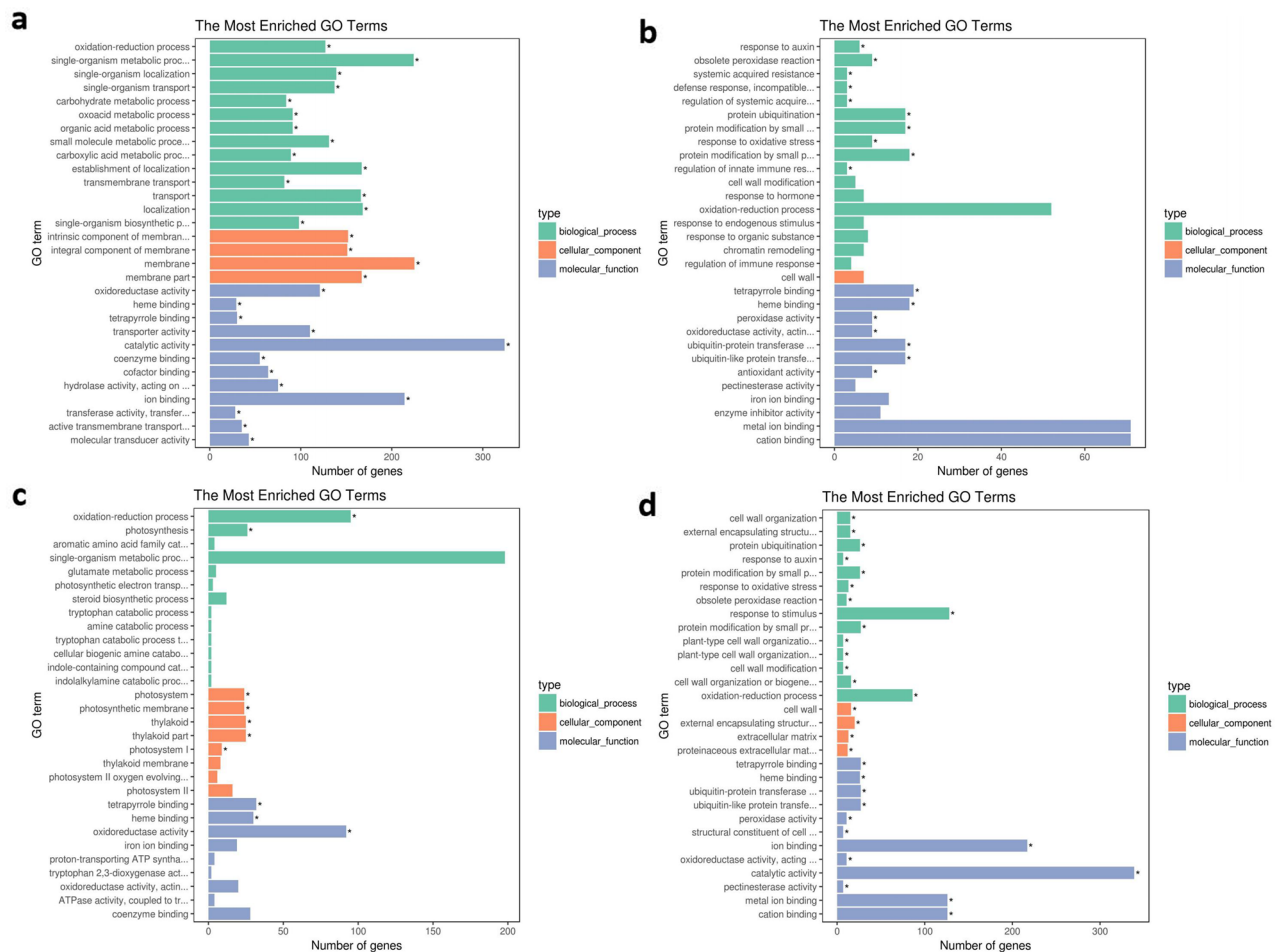 a
The Most Enriched GO Terms
oxidation-reduction process
single-organism metabolic proc...
single-organism localization
single-organism transport
carbohydrate metabolic process
oxoacid metabolic process
organic acid metabolic process
small molecule metabolic proce...
carboxylic acid metabolic proc...
establishment of localization
transmembrane transport
transport
localization
single-organism biosynthetic p...
intrinsic component of membran...
integral component of membrane
membrane
membrane part
oxidoreductase activity
heme binding
tetrapyrrole binding
transporter activity
catalytic activity
coenzyme binding
cofactor binding
hydrolase activity, acting on ...
ion binding
transferase activity, transfer...
active transmembrane transport...
molecular transducer activity
GO term
0 100 200 300
Number of genes
type
biological_process
cellular_component
molecular_function
b
The Most Enriched GO Terms
response to auxin
obsolete peroxidase reaction
systemic acquired resistance
defense response, incompatible...
regulation of systemic acquire...
protein ubiquitination
protein modification by small ...
response to oxidative stress
protein modification by small p...
regulation of innate immune res...
cell wall modification
response to hormone
oxidation-reduction process
response to endogenous stimulus
response to organic substance
chromatin remodeling
regulation of immune response
cell wall
tetrapyrrole binding
heme binding
peroxidase activity
oxidoreductase activity, actin...
ubiquitin-protein transferase ...
ubiquitin-like protein transfe...
antioxidant activity
pectinesterase activity
iron ion binding
enzyme inhibitor activity
metal ion binding
cation binding
GO term
0 20 40 60
Number of genes
type
biological_process
cellular_component
molecular_function
c
The Most Enriched GO Terms
oxidation-reduction process
photosynthesis
aromatic amino acid family cat...
single-organism metabolic proc...
glutamate metabolic process
photosynthetic electron transp...
steroid biosynthetic process
tryptophan catabolic process
amine catabolic process
tryptophan catabolic process t...
cellular biogenic amine catabo...
indole-containing compound cat...
indolalkylamine catabolic proc...
photosystem
photosynthetic membrane
thylakoid
thylakoid part
photosystem I
thylakoid membrane
photosystem II oxygen evolving...
photosystem II
tetrapyrrole binding
heme binding
oxidoreductase activity
iron ion binding
proton-transporting ATP syntha...
tryptophan 2,3-dioxygenase act...
oxidoreductase activity, actin...
ATPase activity, coupled to tr...
coenzyme binding
GO term
0 50 100 150 200
Number of genes
type
biological_process
cellular_component
molecular_function
d
The Most Enriched GO Terms
cell wall organization
external encapsulating structu...
protein ubiquitination
response to auxin
protein modification by small p...
response to oxidative stress
obsolete peroxidase reaction
response to stimulus
protein modification by small pr...
plant-type cell wall organizatio...
plant-type cell wall organization...
cell wall modification
cell wall organization or biogene...
oxidation-reduction process
cell wall
external encapsulating structur...
extracellular matrix
proteinaceous extracellular mat...
tetrapyrrole binding
heme binding
ubiquitin-protein transferase ...
ubiquitin-like protein transfe...
peroxidase activity
structural constituent of cell ...
ion binding
oxidoreductase activity, acting ...
catalytic activity
pectinesterase activity
metal ion binding
cation binding
GO term
0 100 200 300
Number of genes
type
biological_process
cellular_component
molecular_function